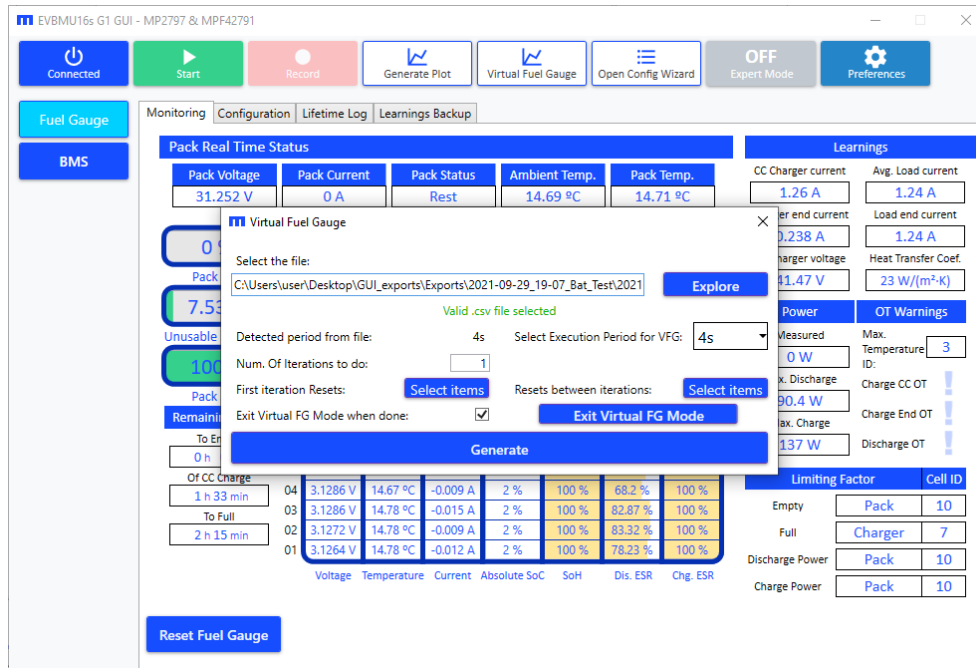 EVBMU16s G1 GUI - MP2797 & MPF42791
Connected
Start
Record
Generate Plot
Virtual Fuel Gauge
Open Config Wizard
OFF
Expert Mode
Preferences
Fuel Gauge
BMS
Monitoring Configuration Lifetime Log Learnings Backup
Pack Real Time Status
Pack Voltage Pack Current Pack Status Ambient Temp. Pack Temp.
31.252 V 0 A Rest 14.69 ºC 14.71 ºC
Learnings
CC Charger current Avg. Load current
1.26 A 1.24 A
end current Load end current
0.238 A 1.24 A
voltage Heat Transfer Coef.
41.47 V 23 W/(m²·K)
0
Pack
7.53
Unusable
100
Pack
Virtual Fuel Gauge
Select the file:
C:\Users\user\Desktop\GUI_exports\Exports\2021-09-29_19-07_Bat_Test\2021
Explore
Valid .csv file selected
Detected period from file: 4s Select Execution Period for VFG: 4s
Num. Of Iterations to do: 1
First iteration Resets: Select items Resets between iterations: Select items
Exit Virtual FG Mode when done: Exit Virtual FG Mode
Generate
Power OT Warnings
Measured Max.
Temperature 3
ID:
0 W
Discharge Charge CC OT
90.4 W
Charge End OT
Charge
137 W Discharge OT
To
0 h
Of CC Charge
1 h 33 min
To Full
2 h 15 min
04 3.1286 V 14.67 ºC -0.009 A 2 % 100 % 68.2 % 100 %
03 3.1286 V 14.78 ºC -0.015 A 2 % 100 % 82.87 % 100 %
02 3.1272 V 14.78 ºC -0.009 A 2 % 100 % 83.32 % 100 %
01 3.1264 V 14.78 ºC -0.012 A 2 % 100 % 78.23 % 100 %
Voltage Temperature Current Absolute SoC SoH Dis. ESR Chg. ESR
Limiting Factor Cell ID
Empty Pack 10
Full Charger 7
Discharge Power Pack 10
Charge Power Pack 10
Reset Fuel Gauge